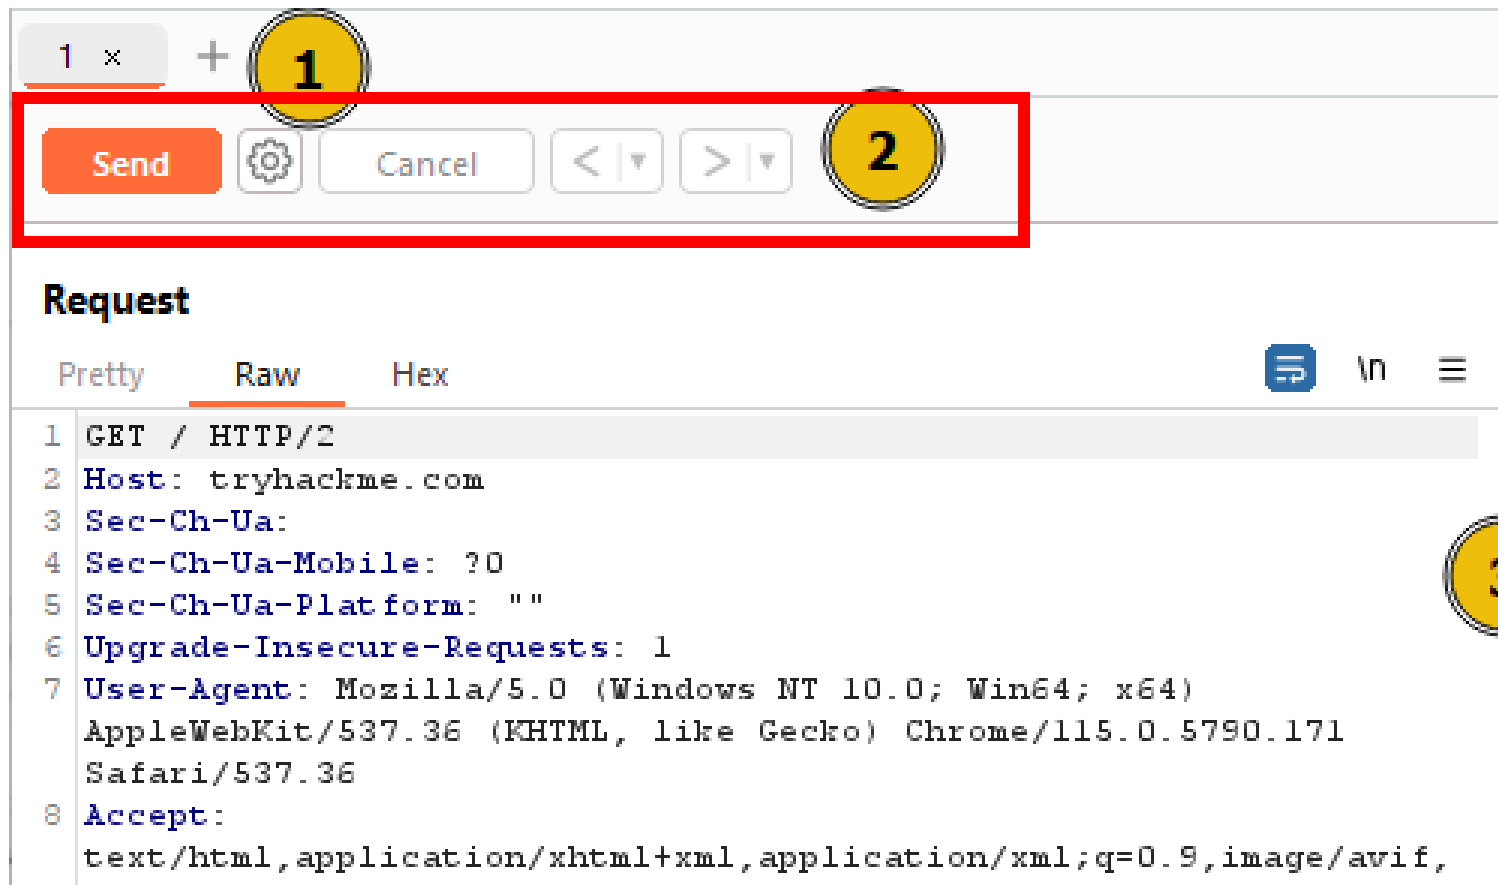 1 × +
1
Send Cancel < >
2
Request
Pretty Raw Hex \n
1 GET / HTTP/2
2 Host: tryhackme.com
3 Sec-Ch-Ua:
4 Sec-Ch-Ua-Mobile: ?0
5 Sec-Ch-Ua-Platform: ""
6 Upgrade-Insecure-Requests: 1
7 User-Agent: Mozilla/5.0 (Windows NT 10.0; Win64; x64)
AppleWebKit/537.36 (KHTML, like Gecko) Chrome/115.0.5790.171
Safari/537.36
8 Accept:
text/html,application/xhtml+xml,application/xml;q=0.9,image/avif,